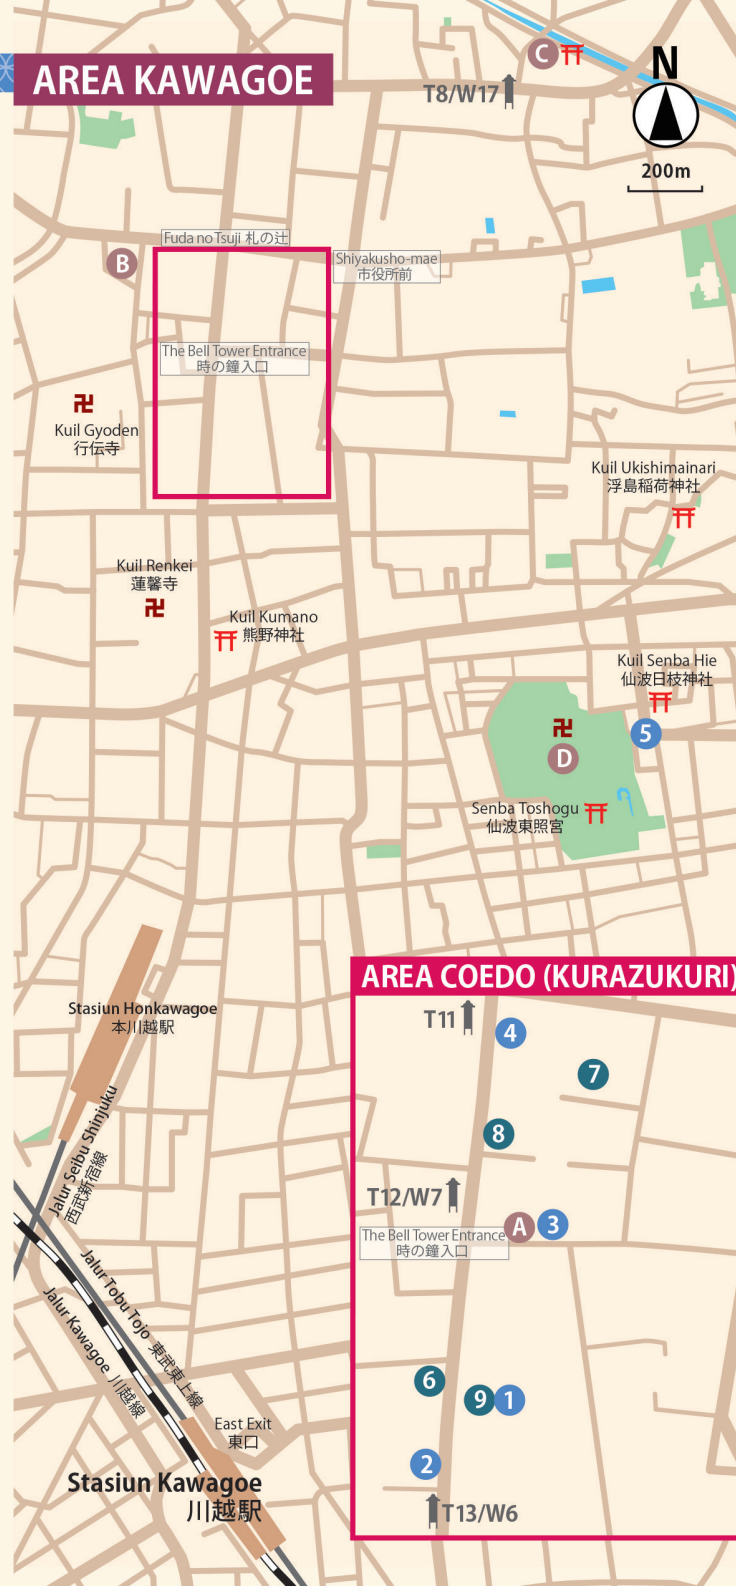 AREA KAWAGOE
C
T8/W17
N
200m
Fuda no Tsuji 札の辻
B
Shiyakusho-mae
市役所前
The Bell Tower Entrance
時の鐘入口
Kuil Gyoden
行伝寺
Kuil Ukishimainari
浮島稲荷神社
Kuil Renkei
蓮馨寺
Kuil Kumano
熊野神社
Kuil Senba Hie
仙波日枝神社
5
D
Senba Toshogu
仙波東照宮
Stasiun Honkawagoe
本川越駅
Jalur Seibu Shinjuku
西武新宿線
Jalur Tobu Tojo 東武東上線
Jalur Kawagoe 川越線
East Exit
東口
Stasiun Kawagoe
川越駅
AREA COEDO (KURAZUKURI)
T11
4
7
8
T12/W7
The Bell Tower Entrance
時の鐘入口
A
3
6
9
1
2
T13/W6